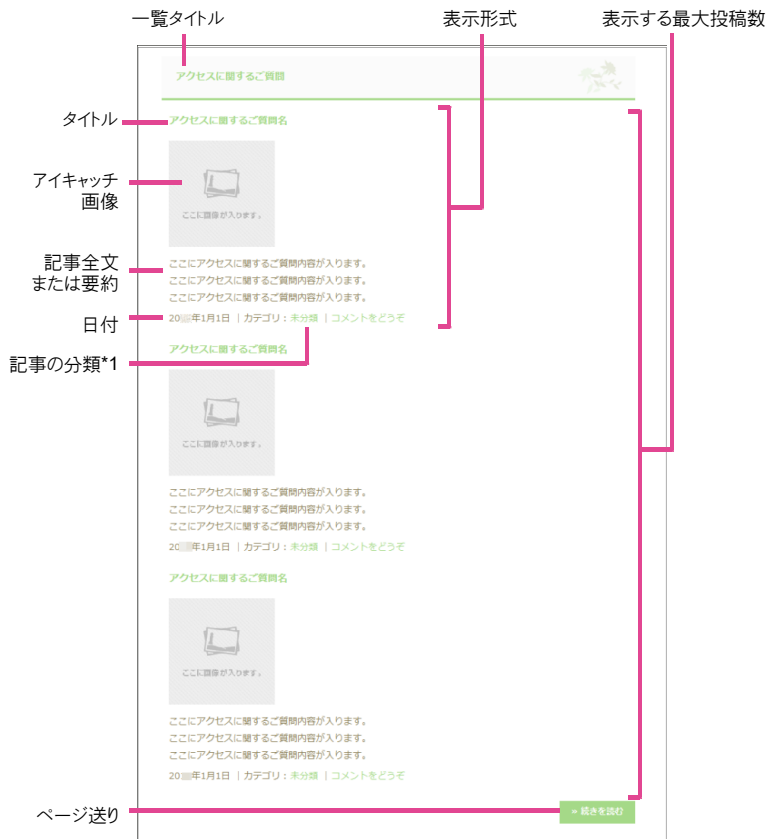 一覧タイトル
表示形式
表示する最大投稿数
アクセスに関するご質問
タイトル
アクセスに関するご質問名
アイキャッチ
画像
ここに画像が入ります。
記事全文
または要約
ここにアクセスに関するご質問内容が入ります。
ここにアクセスに関するご質問内容が入ります。
ここにアクセスに関するご質問内容が入ります。
日付
20 年1月1日 | カテゴリ : 未分類 | コメントをどうぞ
記事の分類*1
アクセスに関するご質問名
ここに画像が入ります。
ここにアクセスに関するご質問内容が入ります。
ここにアクセスに関するご質問内容が入ります。
ここにアクセスに関するご質問内容が入ります。
20 年1月1日 | カテゴリ : 未分類 | コメントをどうぞ
アクセスに関するご質問名
ここに画像が入ります。
ここにアクセスに関するご質問内容が入ります。
ここにアクセスに関するご質問内容が入ります。
ここにアクセスに関するご質問内容が入ります。
20 年1月1日 | カテゴリ : 未分類 | コメントをどうぞ
ページ送り
» 続きを読む